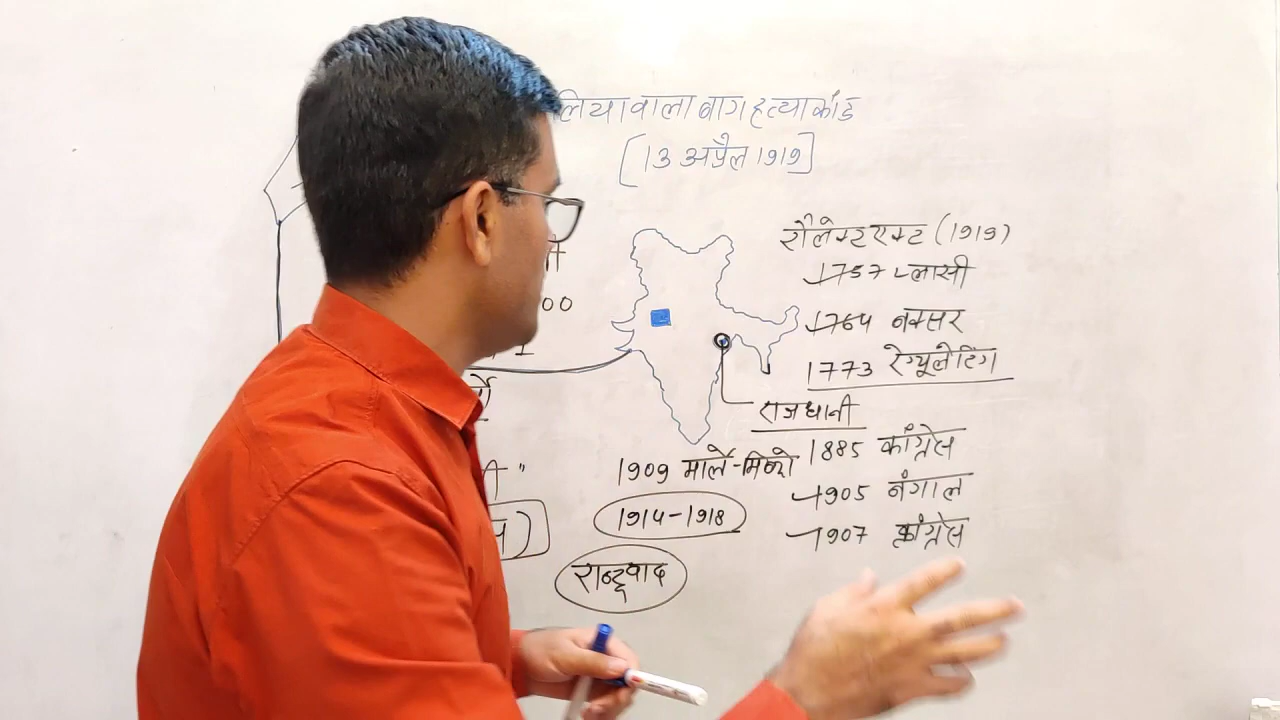 लियावाला बाग हत्याकांड
[13 अप्रैल 1919]
रौलेक्ट एक्ट (1919)
1757 प्लासी
1764 बक्सर
1773 रेग्यूलेटिंग
राजधानी
1885 कांग्रेस
1905 बंगाल
1907 कांग्रेस
1909 मार्ले-मिण्टो
1914-1918
राष्ट्रवाद
00